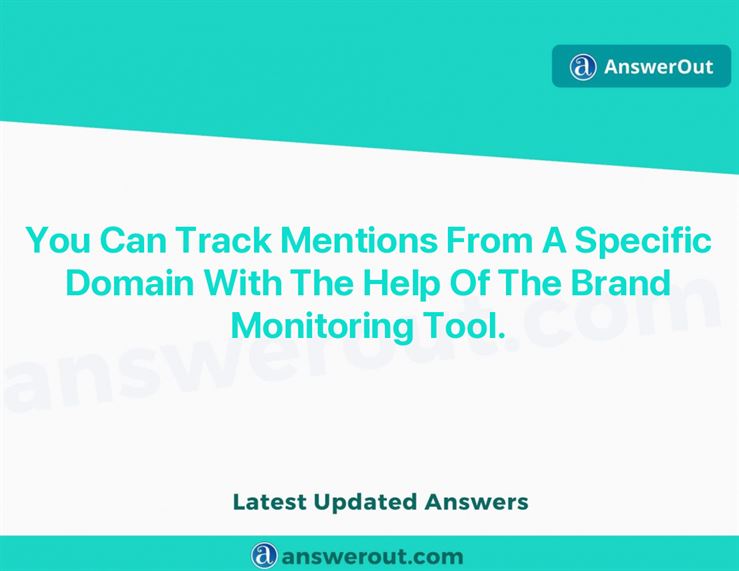 AnswerOut
You Can Track Mentions From A Specific
Domain With The Help Of The Brand
Monitoring Tool.
answerout.com
Latest Updated Answers
answerout.com